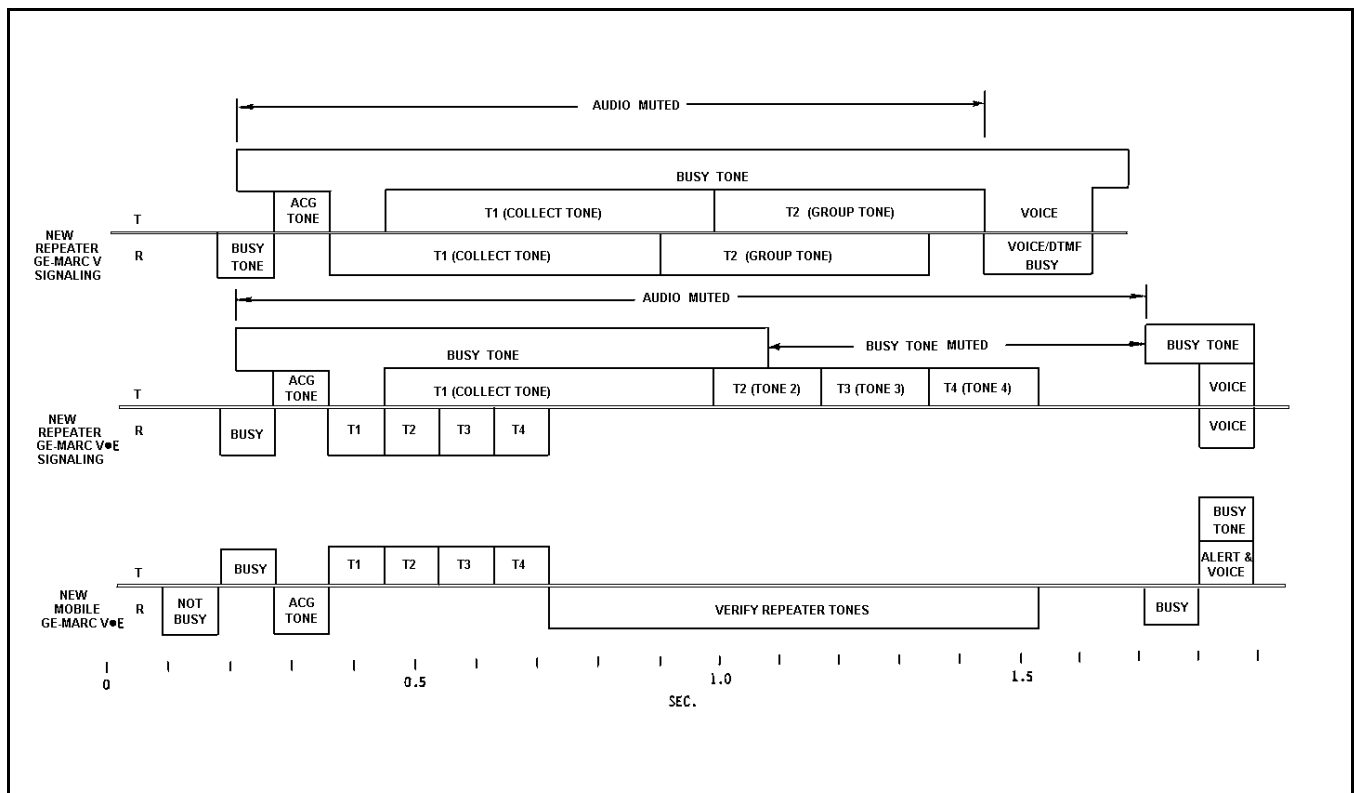 AUDIO MUTED
BUSY TONE
ACG
TONE
T1 (COLLECT TONE)
T2 (GROUP TONE)
VOICE
T
NEW
REPEATER
GE-MARC V
SIGNALING
R
BUSY
TONE
T1 (COLLECT TONE)
T2 (GROUP TONE)
VOICE/DTMF
BUSY
AUDIO MUTED
BUSY TONE
BUSY TONE MUTED
BUSY TONE
ACG
TONE
T1 (COLLECT TONE)
T2 (TONE 2)
T3 (TONE 3)
T4 (TONE 4)
VOICE
T
NEW
REPEATER
GE-MARC V●E
SIGNALING
R
BUSY
T1
T2
T3
T4
VOICE
BUSY
TONE
T
BUSY
T1
T2
T3
T4
ALERT &
VOICE
NEW
MOBILE
GE-MARC V●E
R
NOT
BUSY
ACG
TONE
VERIFY REPEATER TONES
BUSY
0
0.5
1.0
1.5
SEC.